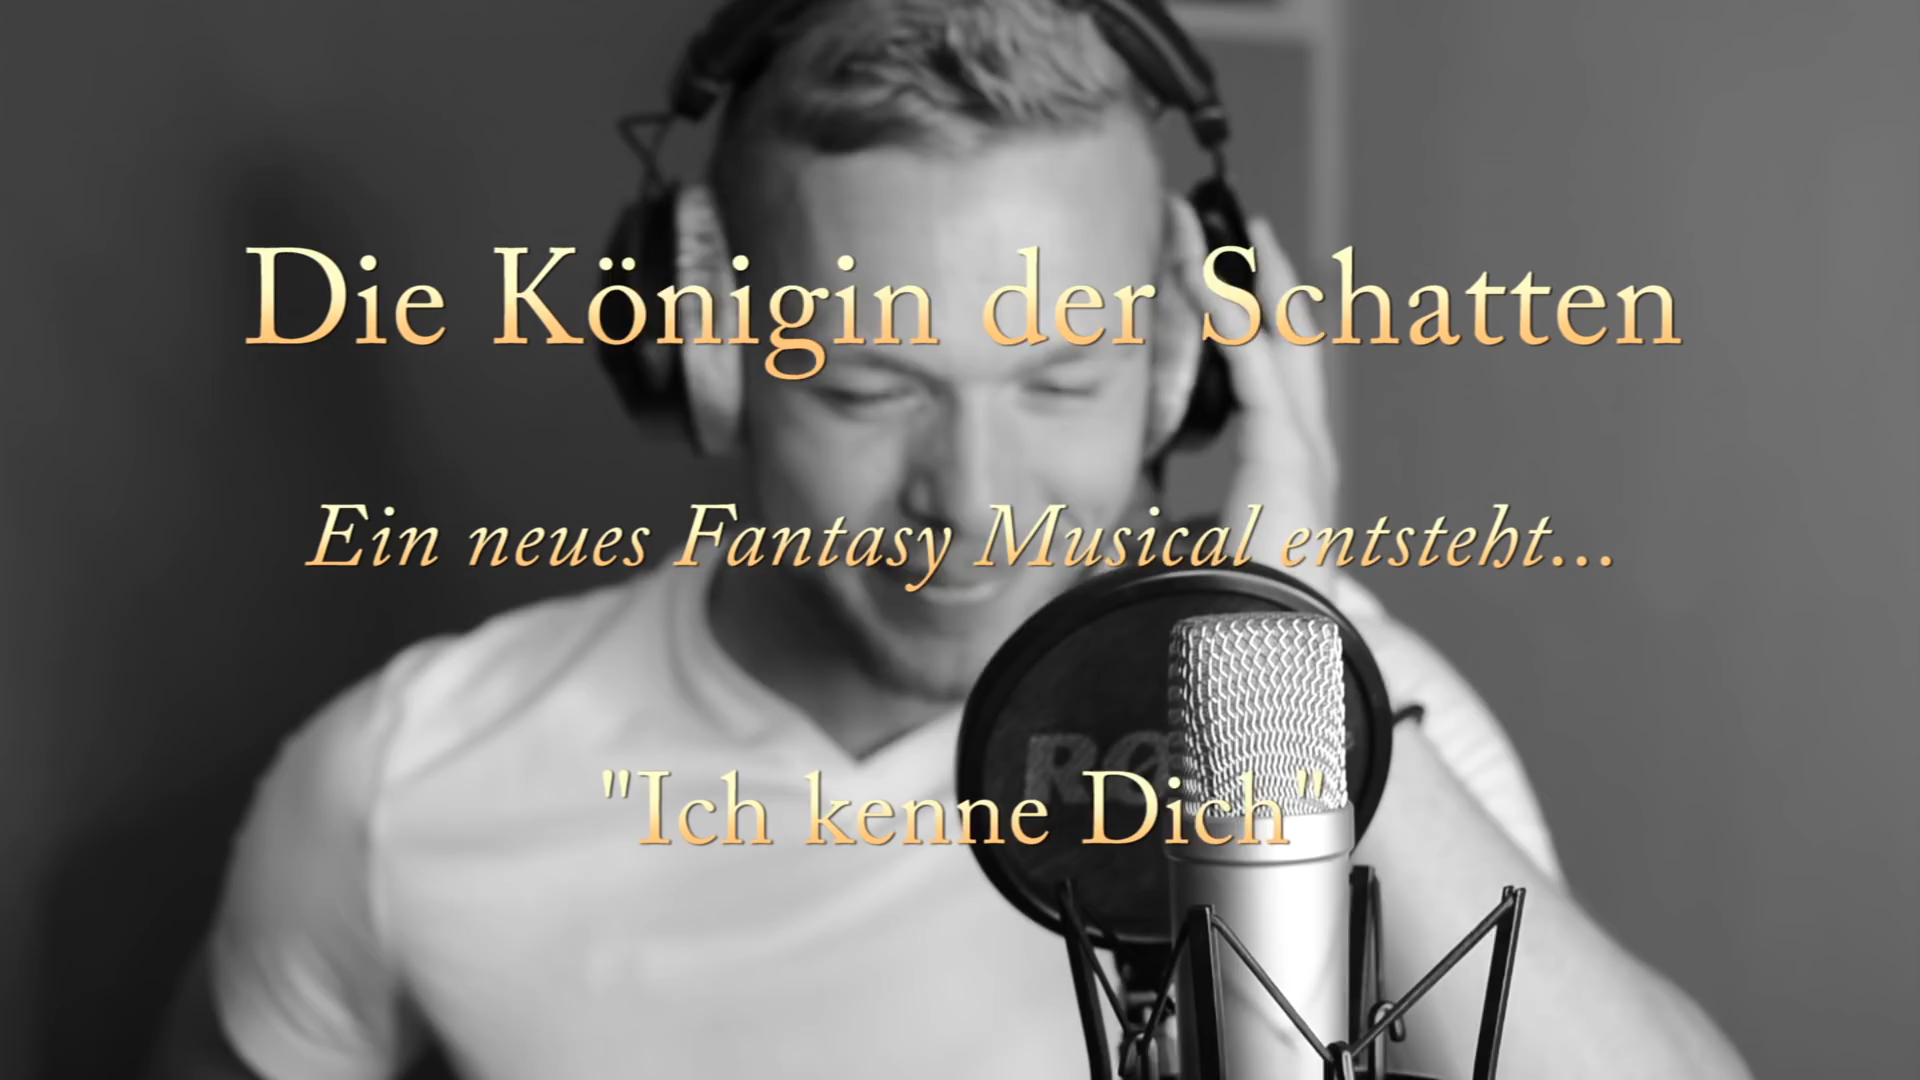 Die Königin der Schatten
Ein neues Fantasy Musical entsteht...
"Ich kenne Dich"